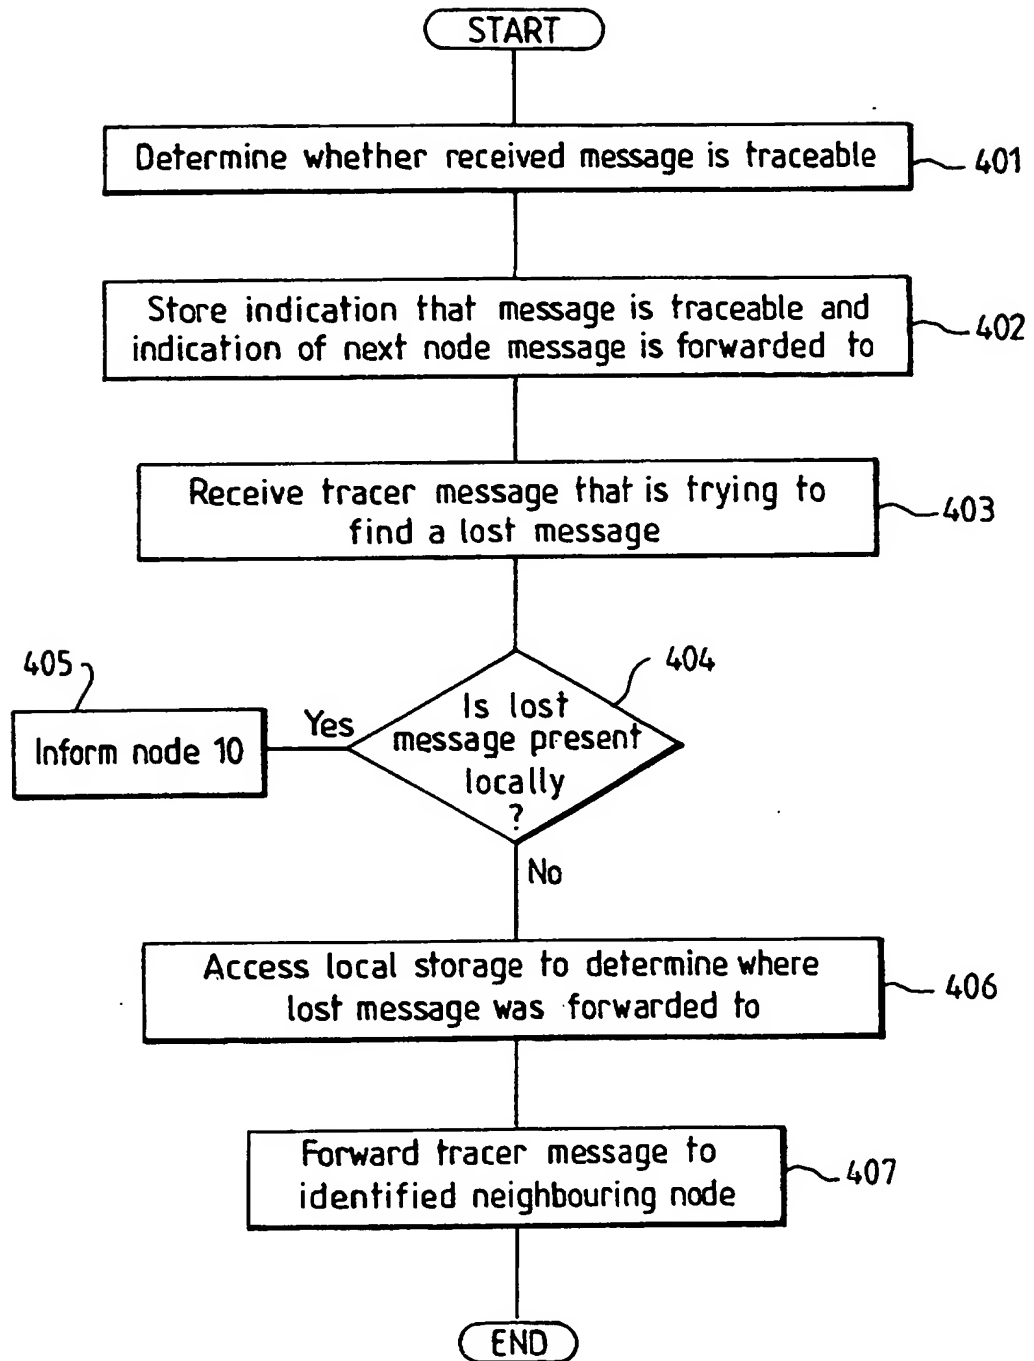 START
Determine whether received message is traceable
401
Store indication that message is traceable and
indication of next node message is forwarded to
402
Receive tracer message that is trying to
find a lost message
403
404
405
Is lost
message present
locally
?
Yes
Inform node 10
No
Access local storage to determine where
lost message was forwarded to
406
Forward tracer message to
identified neighbouring node
407
END